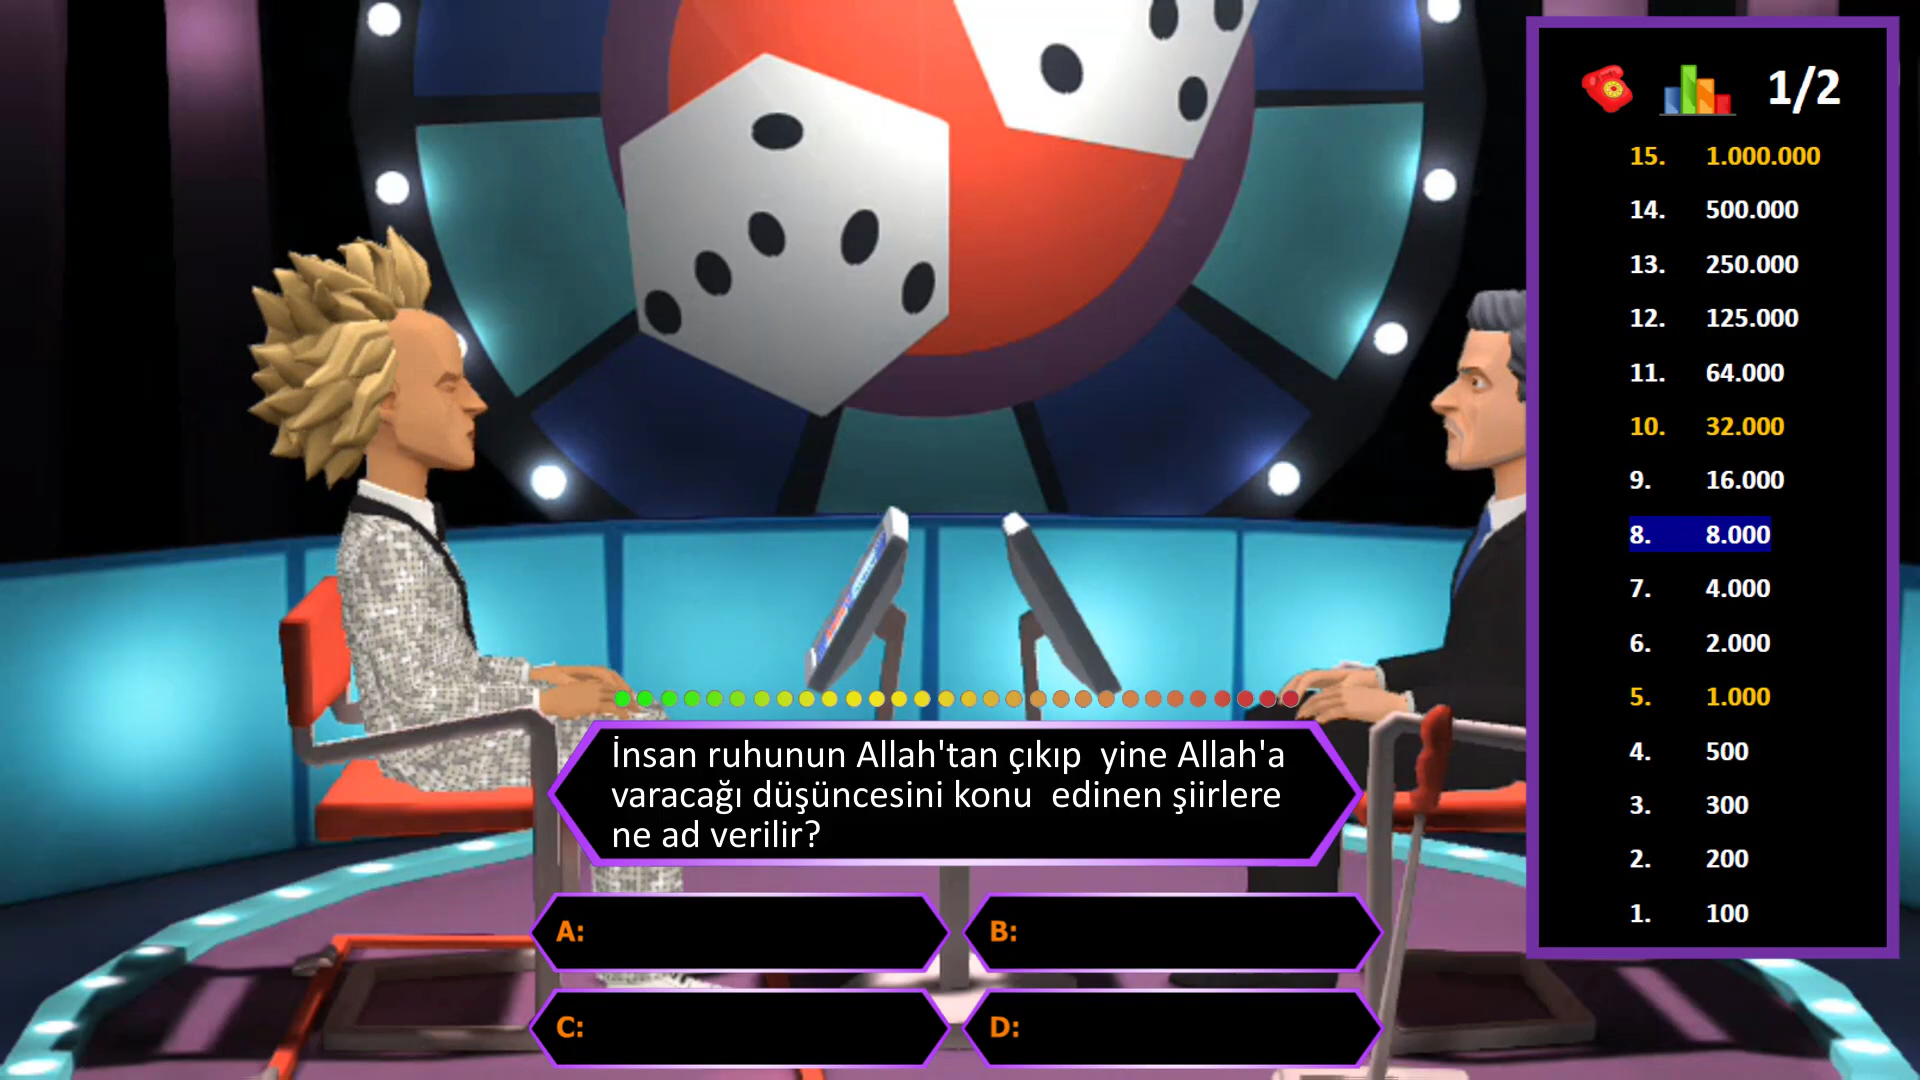 1/2
15. 1.000.000
14. 500.000
13. 250.000
12. 125.000
11. 64.000
10. 32.000
9. 16.000
8. 8.000
7. 4.000
6. 2.000
5. 1.000
4. 500
3. 300
2. 200
1. 100
İnsan ruhunun Allah'tan çıkıp  yine Allah'a
varacağı düşüncesini konu  edinen şiirlere
ne ad verilir?
A:
B:
C:
D: